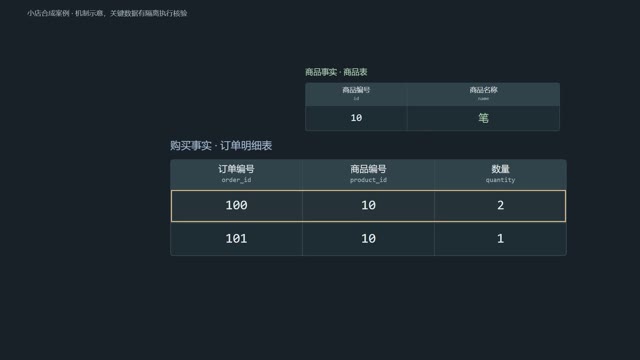 小店合成案例 · 机制示意，关键数据有隔离执行核验
商品事实 · 商品表
商品编号 商品名称
id name
10 笔
购买事实 · 订单明细表
订单编号 商品编号 数量
order_id product_id quantity
100 10 2
101 10 1